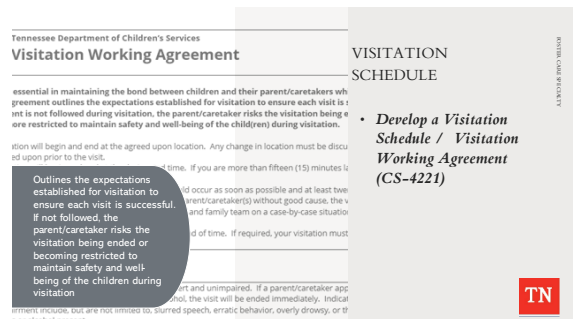 Tennessee Department of Children's Services
Visitation Working Agreement
essential in maintaining the bond between children and their parent/caretakers wh
greement outlines the expectations established for visitation to ensure each visit is s
ent is not followed during visitation, the parent/caretaker risks the visitation being e
ore restricted to maintain safety and well-being of the child(ren) during visitation.
ation will begin and end at the agreed upon location. Any change in location must be discu
ed upon prior to the visit.
d time. If you are more than fifteen (15) minutes la
ld occur as soon as possible and at least twe
arent/caretaker(s) without good cause, the v
and family team on a case-by-case situatio
d of time. If required, your visitation must
ert and unimpaired. If a parent/caretaker app
ohol, the visit will be ended immediately. Indicat
irment include, but are not limited to, slurred speech, erratic behavior, overly drowsy, or th
Outlines the expectations
established for visitation to
ensure each visit is successful.
If not followed, the
parent/caretaker risks the
visitation being ended or
becoming restricted to
maintain safety and well-
being of the children during
visitation
VISITATION
SCHEDULE
• Develop a Visitation
Schedule / Visitation
Working Agreement
(CS-4221)
FOSTER CARE SPECIALTY
TN